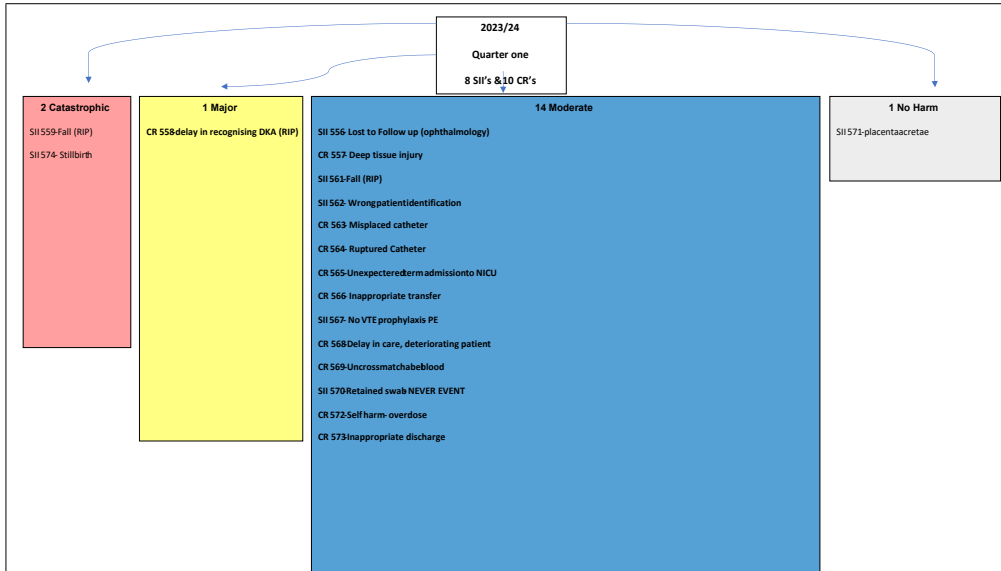 2023/24
Quarter one
8 SII's &10 CR's
2 Catastrophic
SII 559-Fall (RIP)
SII 574- Stillbirth
1 Major
CR 558-delay in recognising DKA (RIP)
14 Moderate
SII 556- Lost to Follow up (ophthalmology)
CR 557- Deep tissue injury
SII 561-Fall (RIP)
SII 562- Wrongpatientidentification
CR 563- Misplaced catheter
CR 564- Ruptured Catheter
CR 565-Unexpectedtermadmissionto NICU
CR 566- Inappropriate transfer
SII 567- No VTE prophylaxis PE
CR 568-Delay in care, deteriorating patient
CR 569-Uncrossmatchabeblood
SII 570-Retained swab NEVER EVENT
CR 572-Self harm- overdose
CR 573-Inappropriate discharge
1 No Harm
SII 571-placentaacretae